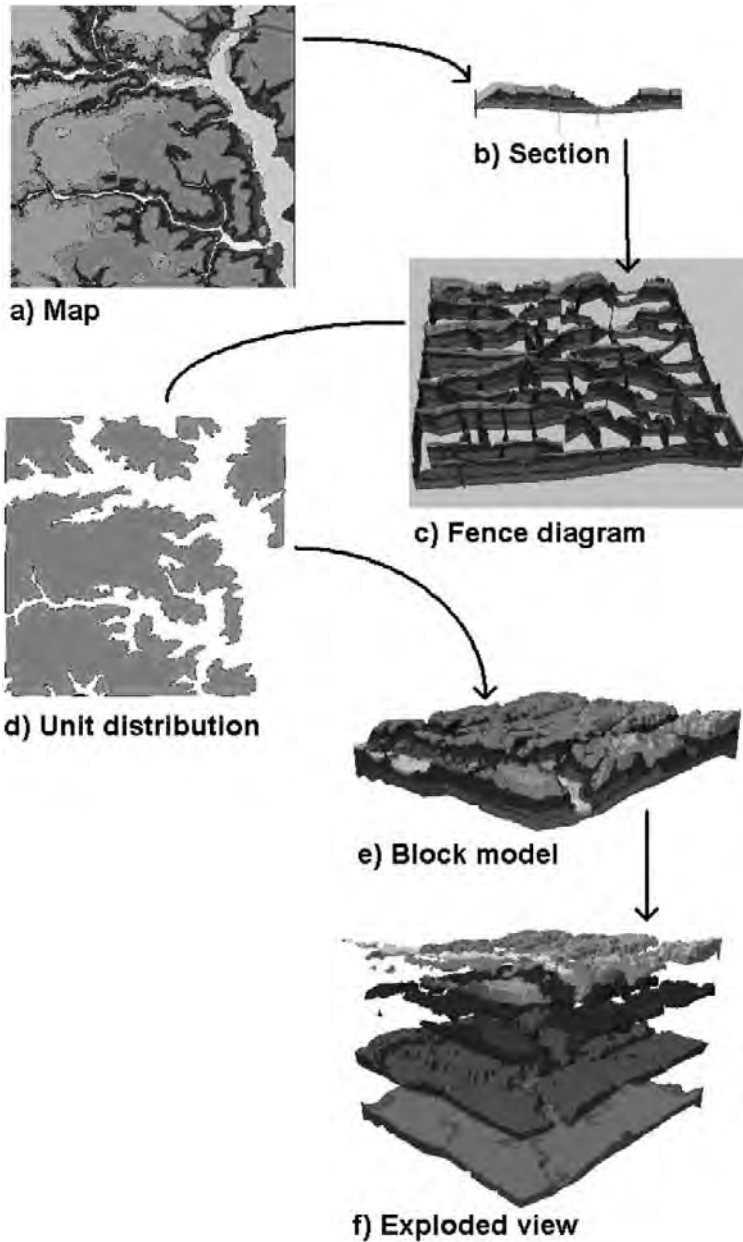 a) Map
b) Section
c) Fence diagram
d) Unit distribution
e) Block model
f) Exploded view